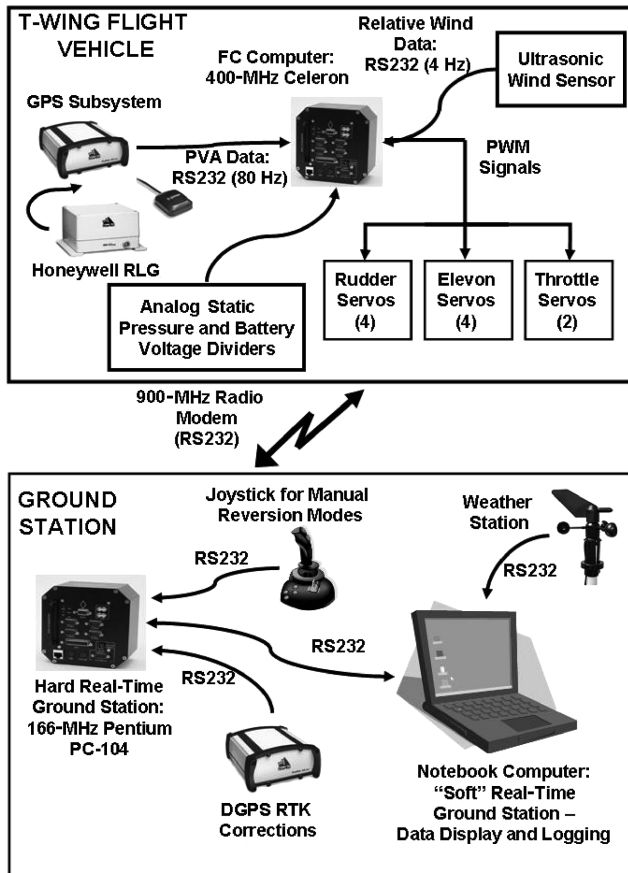 T-WING FLIGHT
VEHICLE
FC Computer:
400-MHz Celeron
Relative Wind
Data:
RS232 (4 Hz)
Ultrasonic
Wind Sensor
GPS Subsystem
PVA Data:
RS232 (80 Hz)
PWM
Signals
Honeywell RLG
Analog Static
Pressure and Battery
Voltage Dividers
Rudder
Servos
(4)
Elevon
Servos
(4)
Throttle
Servos
(2)
900-MHz Radio
Modem
(RS232)
GROUND
STATION
Joystick for Manual
Reversion Modes
Weather
Station
RS232
RS232
RS232
RS232
Hard Real-Time
Ground Station:
166-MHz Pentium
PC-104
DGPS RTK
Corrections
Notebook Computer:
“Soft” Real-Time
Ground Station –
Data Display and Logging